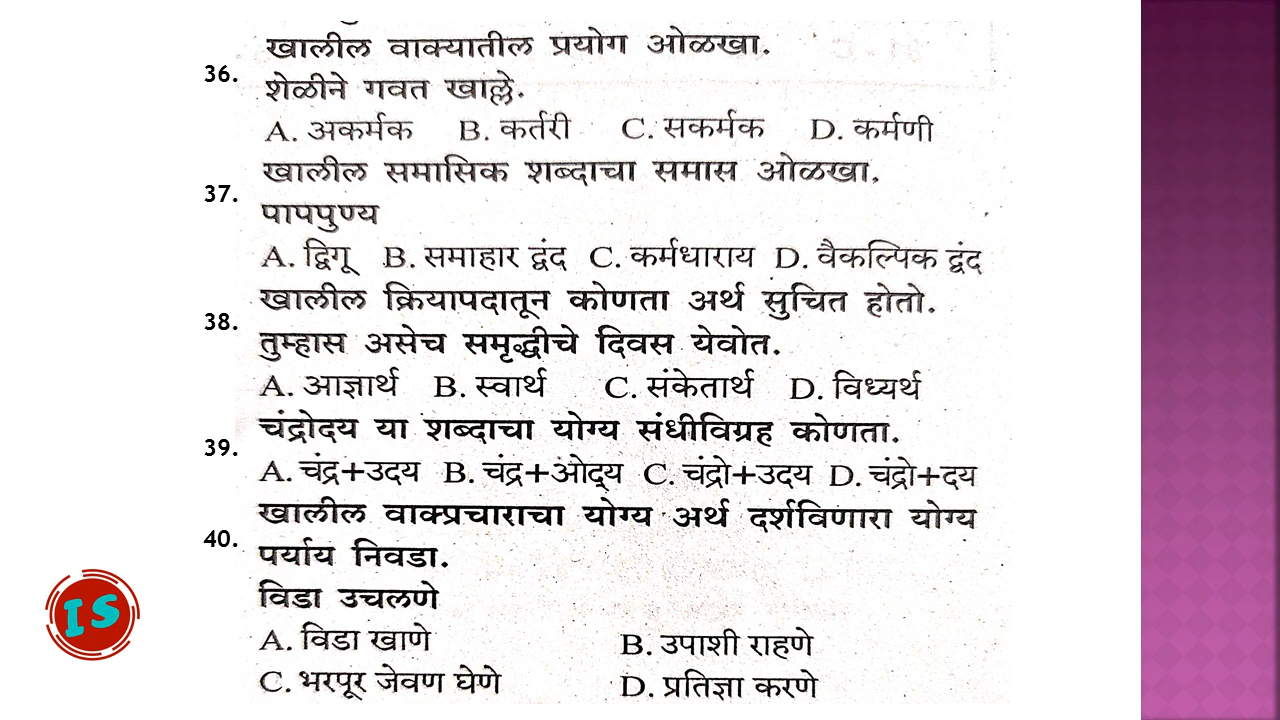 खालील वाक्यातील प्रयोग ओळखा.
36.
शेळीने गवत खाल्ले.
A. अकर्मक B. कर्तरी C. सकर्मक D. कर्मणी
खालील समासिक शब्दाचा समास ओळखा.
37.
पापपुण्य
A. द्विगू B. समाहार द्वंद C. कर्मधाराय D. वैकल्पिक द्वंद
खालील क्रियापदातून कोणता अर्थ सुचित होतो.
38.
तुम्हास असेच समृद्धीचे दिवस येवोत.
A. आज्ञार्थ B. स्वार्थ C. संकेतार्थ D. विध्यर्थ
चंद्रोदय या शब्दाचा योग्य संधीविग्रह कोणता.
39.
A. चंद्र+उदय B. चंद्र+ओद्य C. चंद्रो+उदय D. चंद्रो+दय
खालील वाक्प्रचाराचा योग्य अर्थ दर्शविणारा योग्य
40.
पर्याय निवडा.
विडा उचलणे
A. विडा खाणे B. उपाशी राहणे
C. भरपूर जेवण घेणे D. प्रतिज्ञा करणे
IS